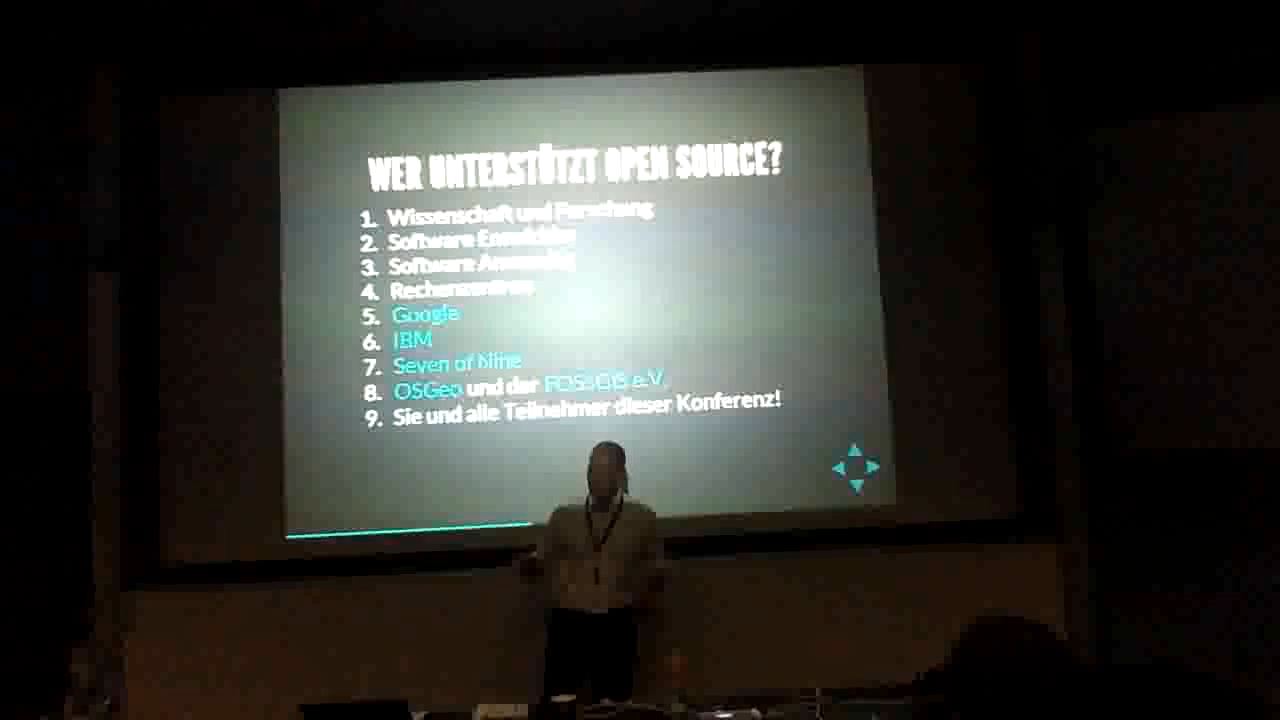 WER UNTERSTÜTZT OPEN SOURCE?
1. Wissenschaft und Forschung
2. Software Entwickler
3. Software Anwender
4. Rechenzentren
5. Google
6. IBM
7. Seven of Nine
8. OSGeo und der FOSSGIS e.V.
9. Sie und alle Teilnehmer dieser Konferenz!